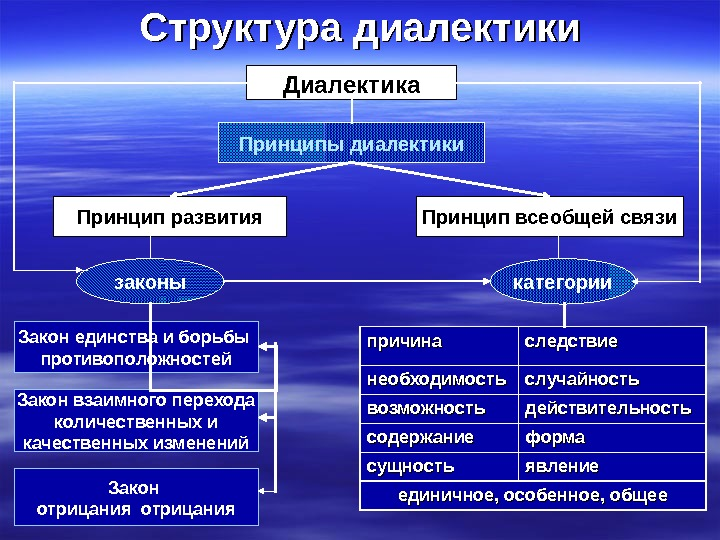 Структура диалектики
Диалектика
Принципы диалектики
Принцип развития
Принцип всеобщей связи
законы
категории
Закон единства и борьбы
противоположностей
Закон взаимного перехода
количественных и
качественных изменений
Закон
отрицания отрицания
причина следствие
необходимость случайность
возможность действительность
содержание форма
сущность явление
единичное, особенное, общее